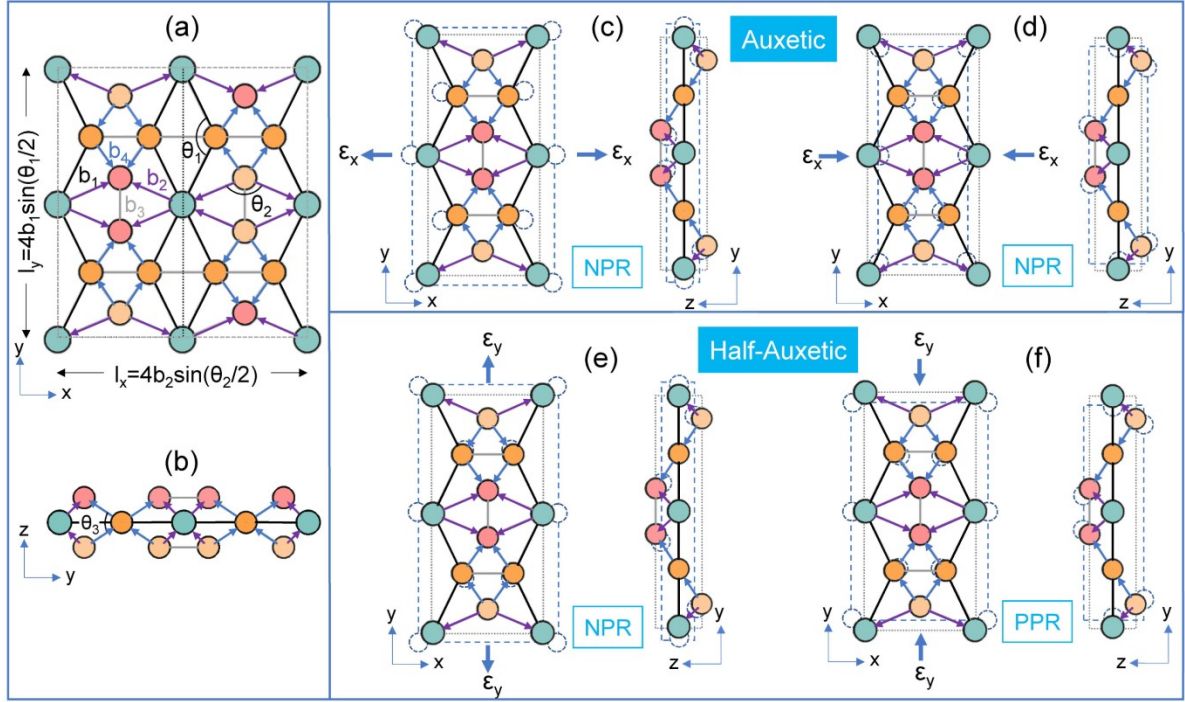 (a)
l_y=4b_1sin(θ_1/2)
θ_1
b_4
b_1
b_2
b_3
θ_2
y
x
l_x=4b_2sin(θ_2/2)
(b)
θ_3
z
y
(c)
Auxetic
(d)
ε_x
ε_x
ε_x
ε_x
y
x
NPR
y
z
y
x
NPR
y
z
(e)
Half-Auxetic
(f)
ε_y
ε_y
y
x
NPR
y
z
y
x
PPR
y
z
ε_y
ε_y